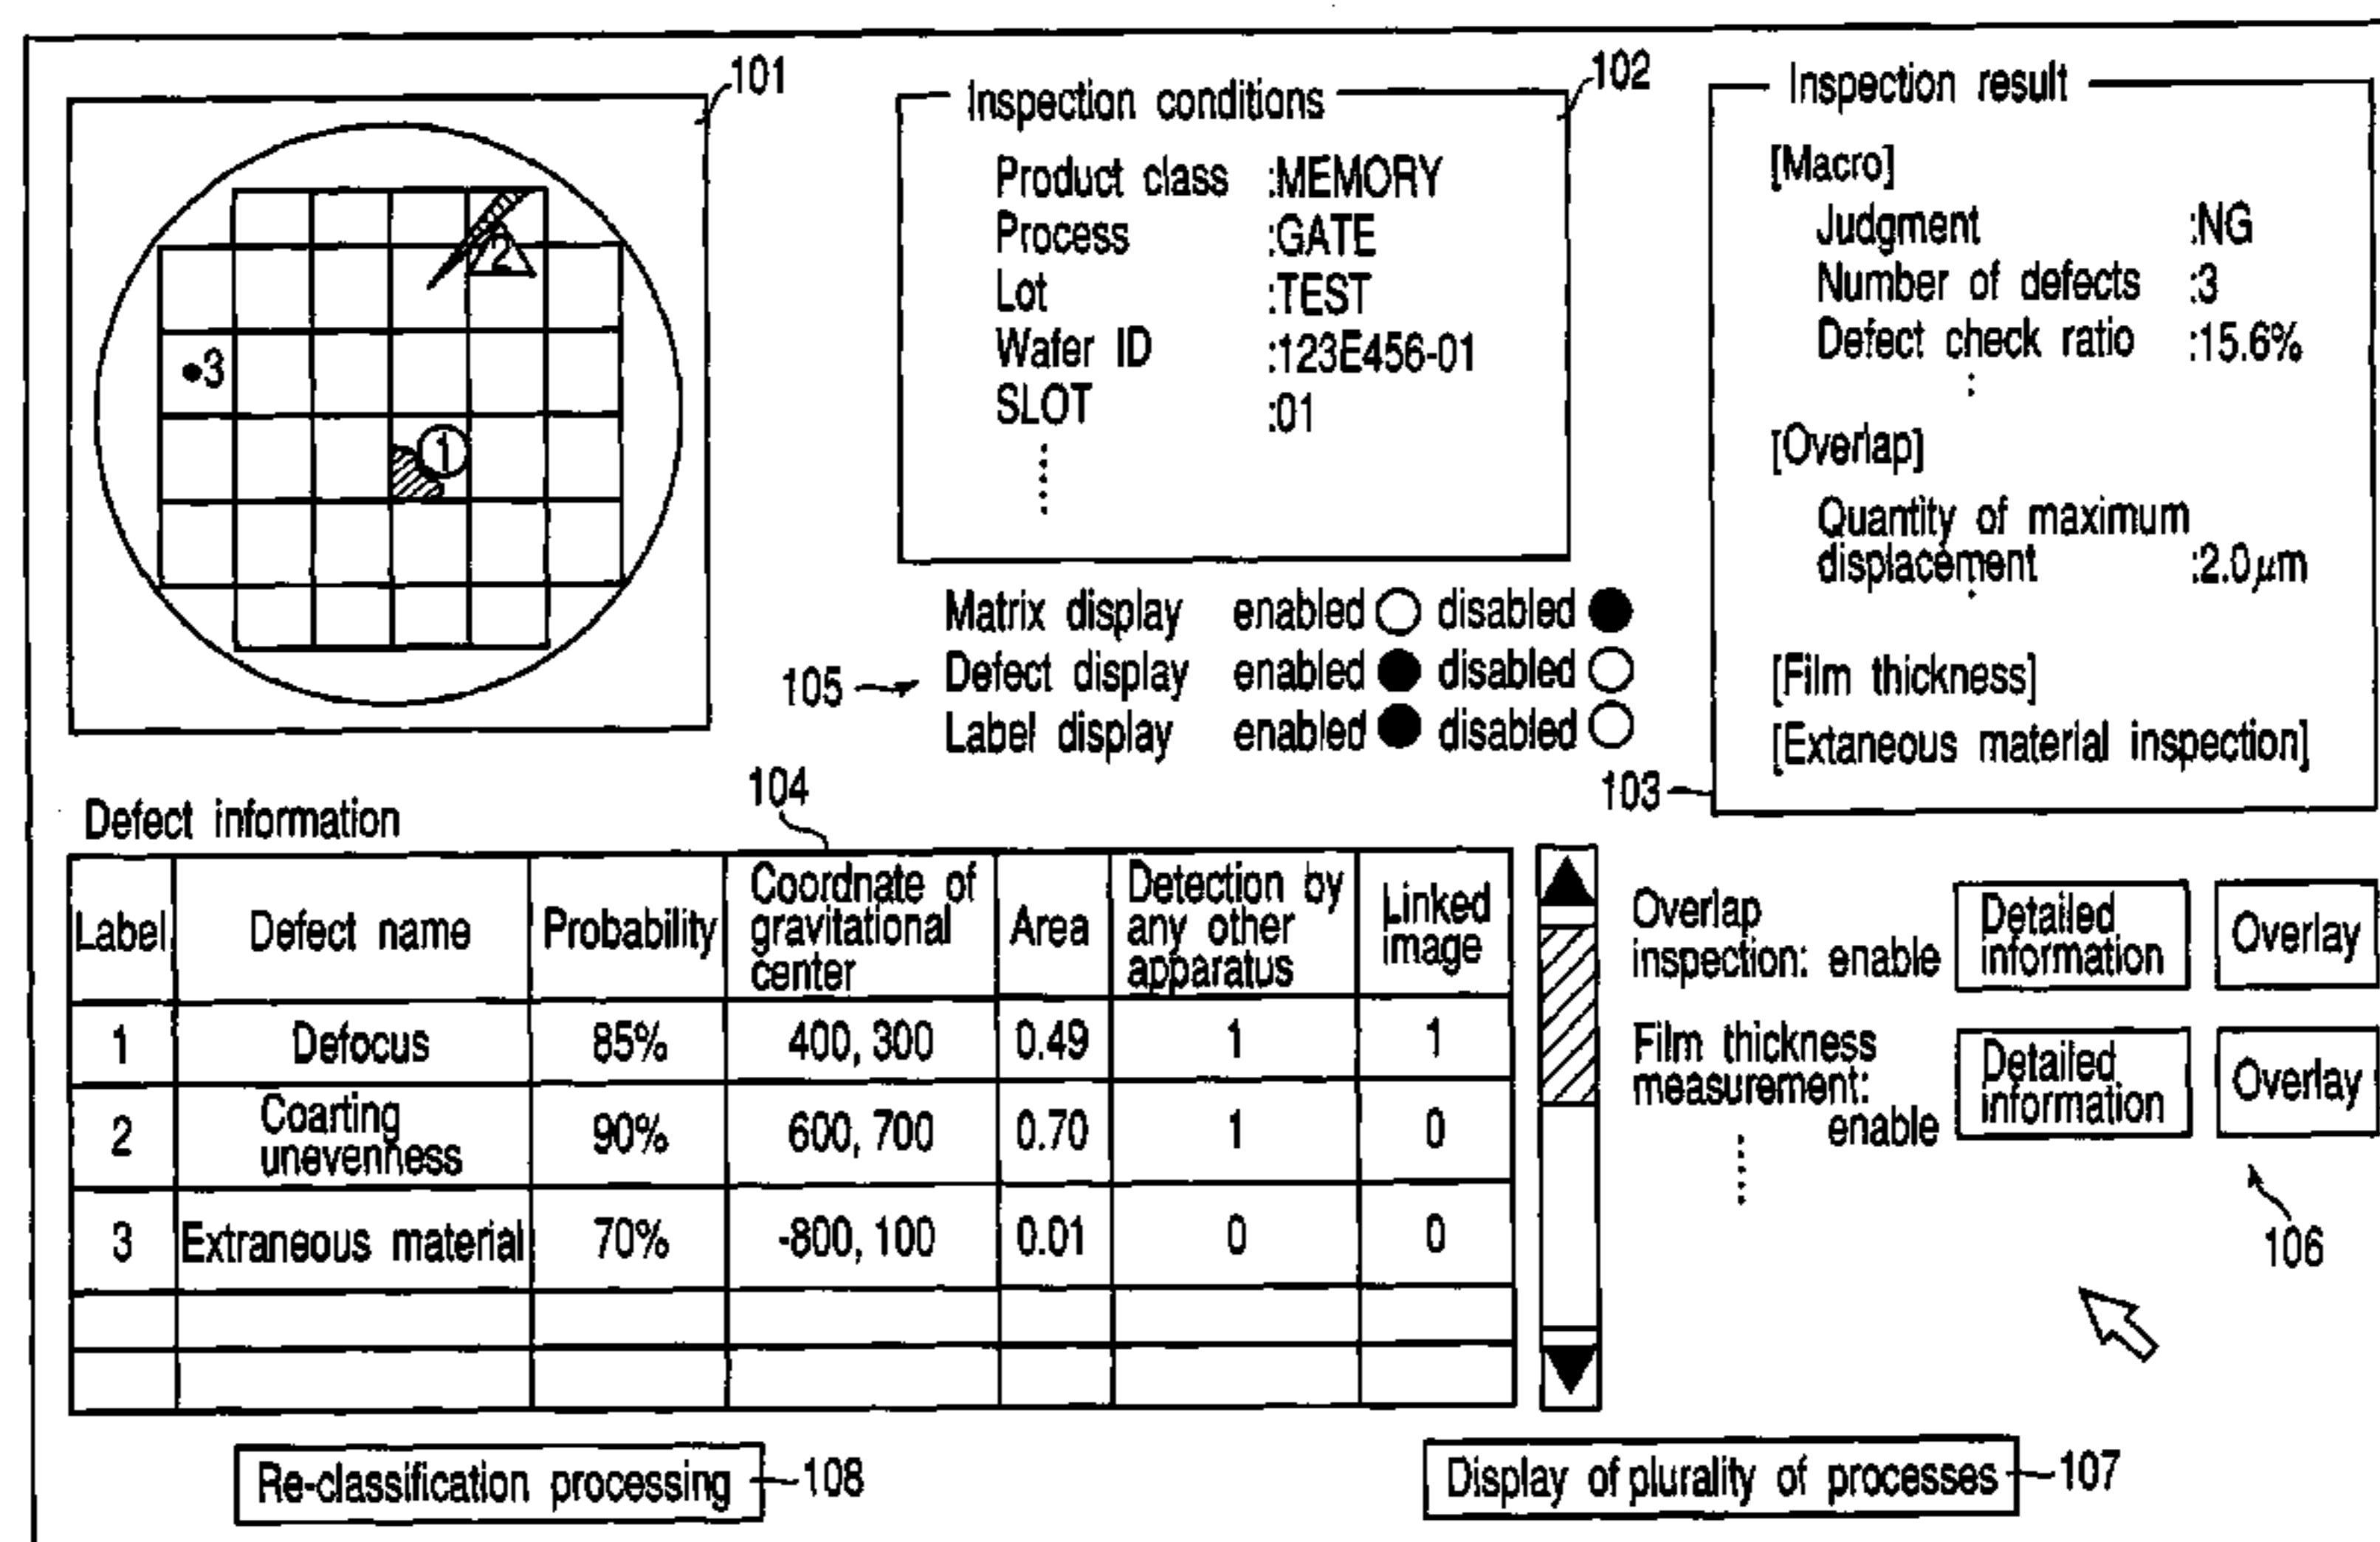 101
2
•3
1
Inspection conditions
102
Product class :MEMORY
Process :GATE
Lot :TEST
Wafer ID :123E456-01
SLOT :01
Inspection result
[Macro]
Judgment :NG
Number of defects :3
Defect check ratio :15.6%
[Overlap]
Quantity of maximum
displacement :2.0μm
[Film thickness]
[Extaneous material inspection]
103
105
Matrix display enabled ○ disabled ●
Defect display enabled ● disabled ○
Label display enabled ● disabled ○
Defect information
104
Label
Defect name
Probability
Coordnate of
gravitational
center
Area
Detection by
any other
apparatus
Linked
image
1 Defocus 85% 400, 300 0.49 1 1
2 Coarting
unevenness 90% 600, 700 0.70 1 0
3 Extraneous material 70% -800, 100 0.01 0 0
Overlap
inspection: enable
Detailed
information
Overlay
Film thickness
measurement:
enable
Detailed
information
Overlay
106
Re-classification processing
108
Display of plurality of processes
107